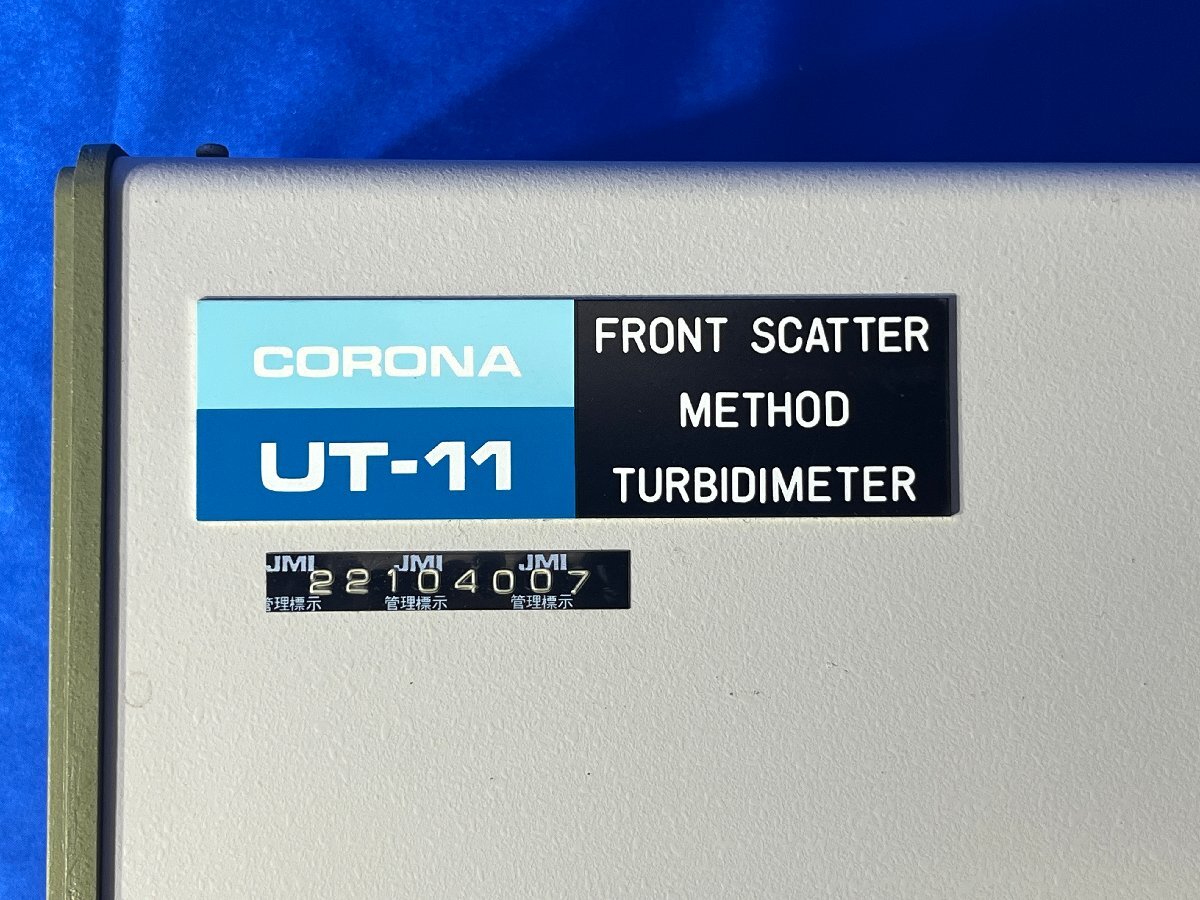 CORONA
UT-11
FRONT SCATTER
METHOD
TURBIDIMETER
JMI JMI JMI
22104007
管理標示 管理標示 管理標示